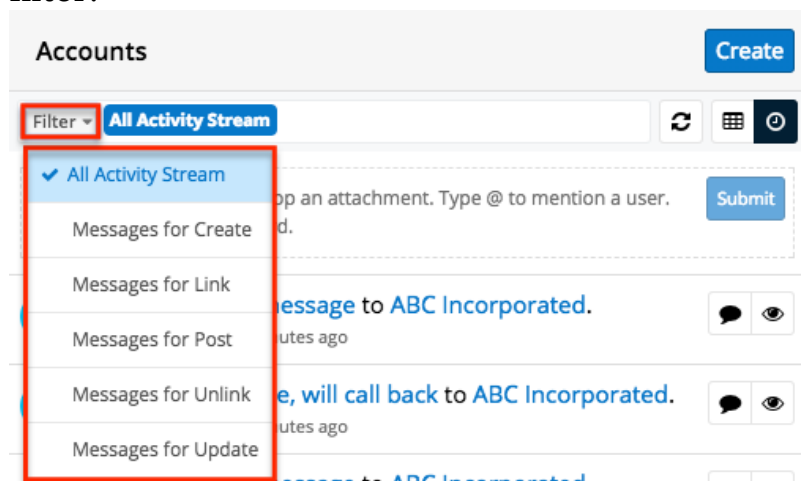 Accounts
Create
Filter
All Activity Stream
All Activity Stream
op an attachment. Type @ to mention a user.
Submit
Messages for Create
d.
Messages for Link
essage to ABC Incorporated.
Messages for Post
utes ago
Messages for Unlink
e, will call back to ABC Incorporated.
utes ago
Messages for Update